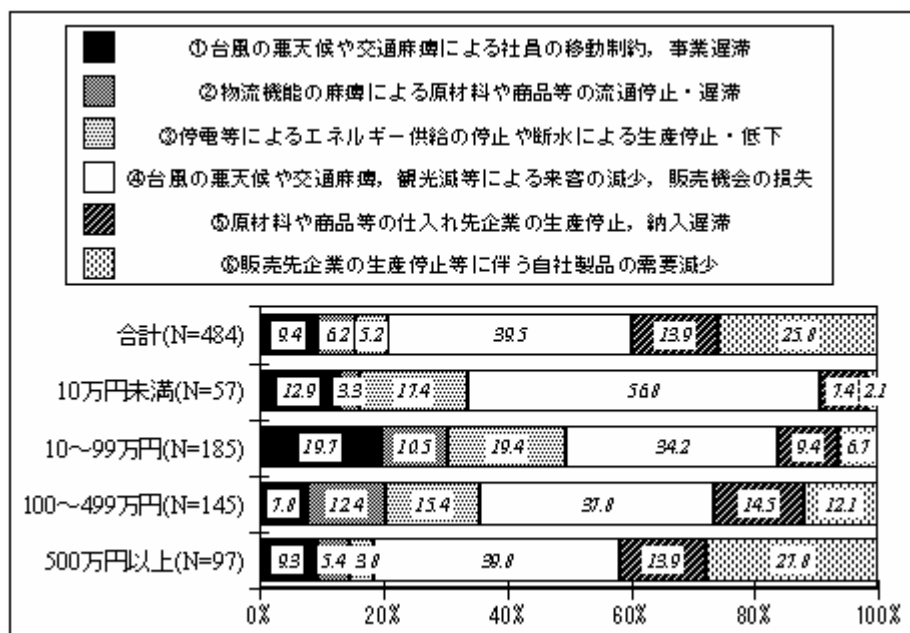 ①台風の悪天候や交通麻痺による社員の移動制約，事業遅滞
②物流機能の麻痺による原材料や商品等の流通停止・遅滞
③停電等によるエネルギー供給の停止や断水による生産停止・低下
④台風の悪天候や交通麻痺，観光減等による来客の減少，販売機会の損失
⑤原材料や商品等の仕入れ先企業の生産停止，納入遅滞
⑥販売先企業の生産停止等に伴う自社製品の需要減少
合計(N=484) 9.4 6.2 5.2 39.5 13.9 25.8
10万円未満(N=57) 12.9 3.3 17.4 56.8 7.4 2.1
10～99万円(N=185) 19.7 10.5 19.4 34.2 9.4 6.7
100～499万円(N=145) 7.8 12.4 15.4 37.8 14.5 12.1
500万円以上(N=97) 9.3 5.4 3.8 39.8 13.9 27.8
0% 20% 40% 60% 80% 100%